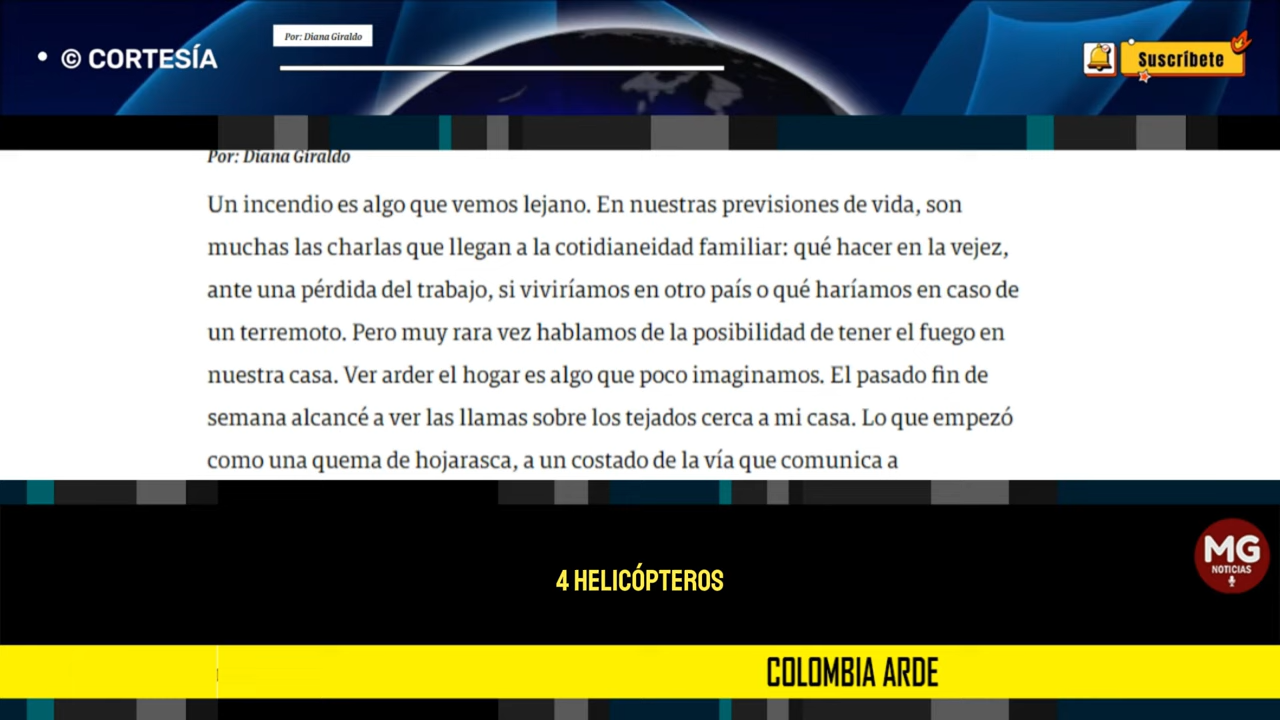 Por: Diana Giraldo
• © CORTESÍA
Suscríbete
Por: Diana Giraldo
Un incendio es algo que vemos lejano. En nuestras previsiones de vida, son
muchas las charlas que llegan a la cotidianeidad familiar: qué hacer en la vejez,
ante una pérdida del trabajo, si viviríamos en otro país o qué haríamos en caso de
un terremoto. Pero muy rara vez hablamos de la posibilidad de tener el fuego en
nuestra casa. Ver arder el hogar es algo que poco imaginamos. El pasado fin de
semana alcancé a ver las llamas sobre los tejados cerca a mi casa. Lo que empezó
como una quema de hojarasca, a un costado de la vía que comunica a
MG
NOTICIAS
4 HELICÓPTEROS
COLOMBIA ARDE